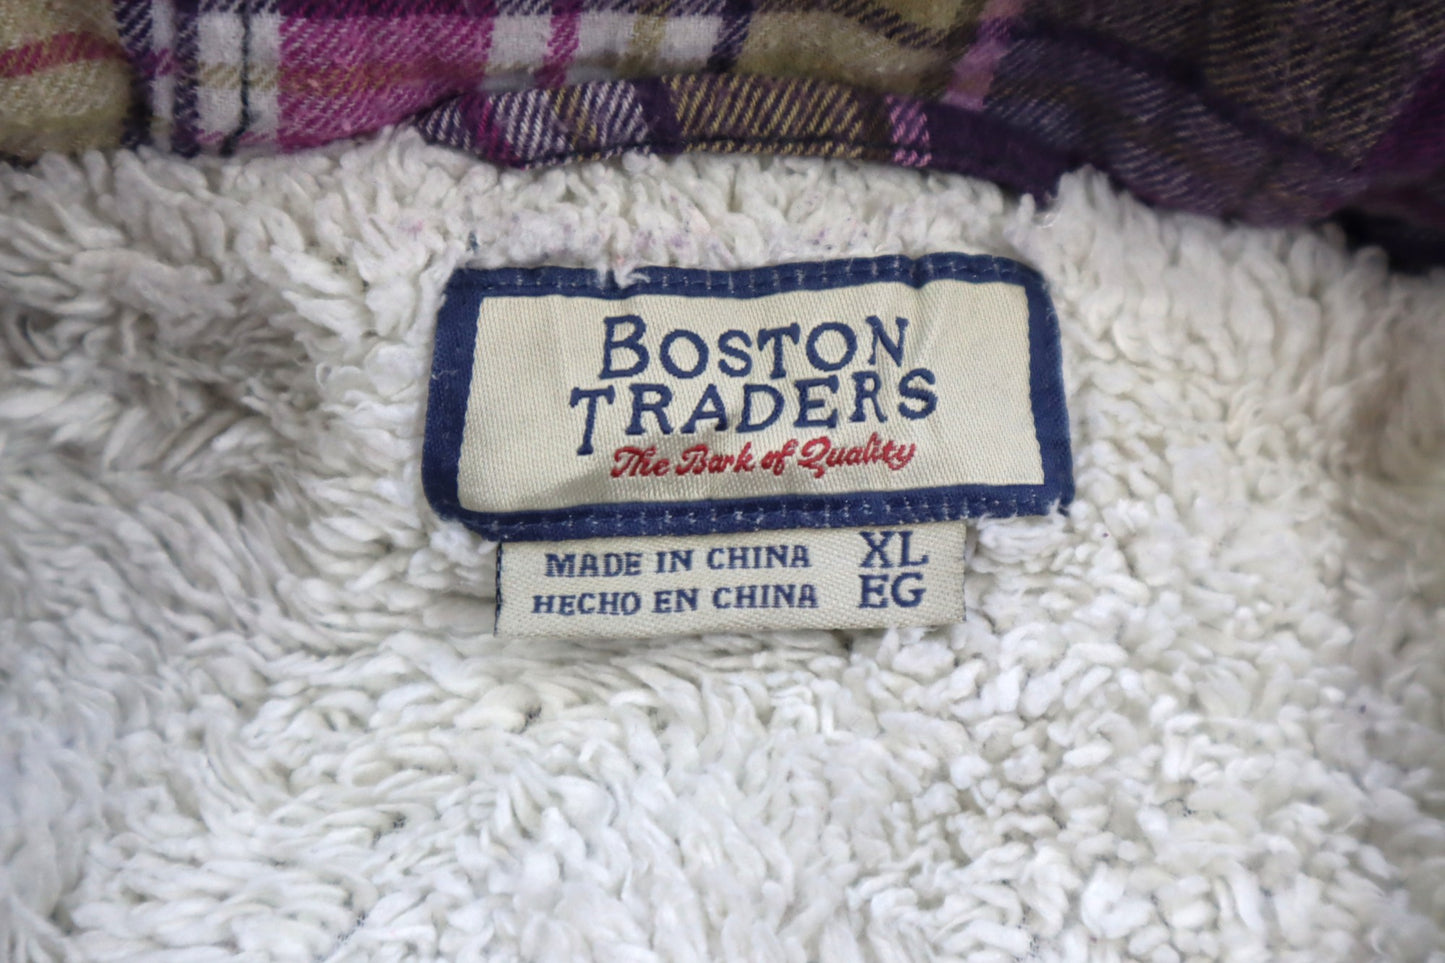 BOSTON
TRADERS
The Bark of Quality
MADE IN CHINA XL
HECHO EN CHINA EG